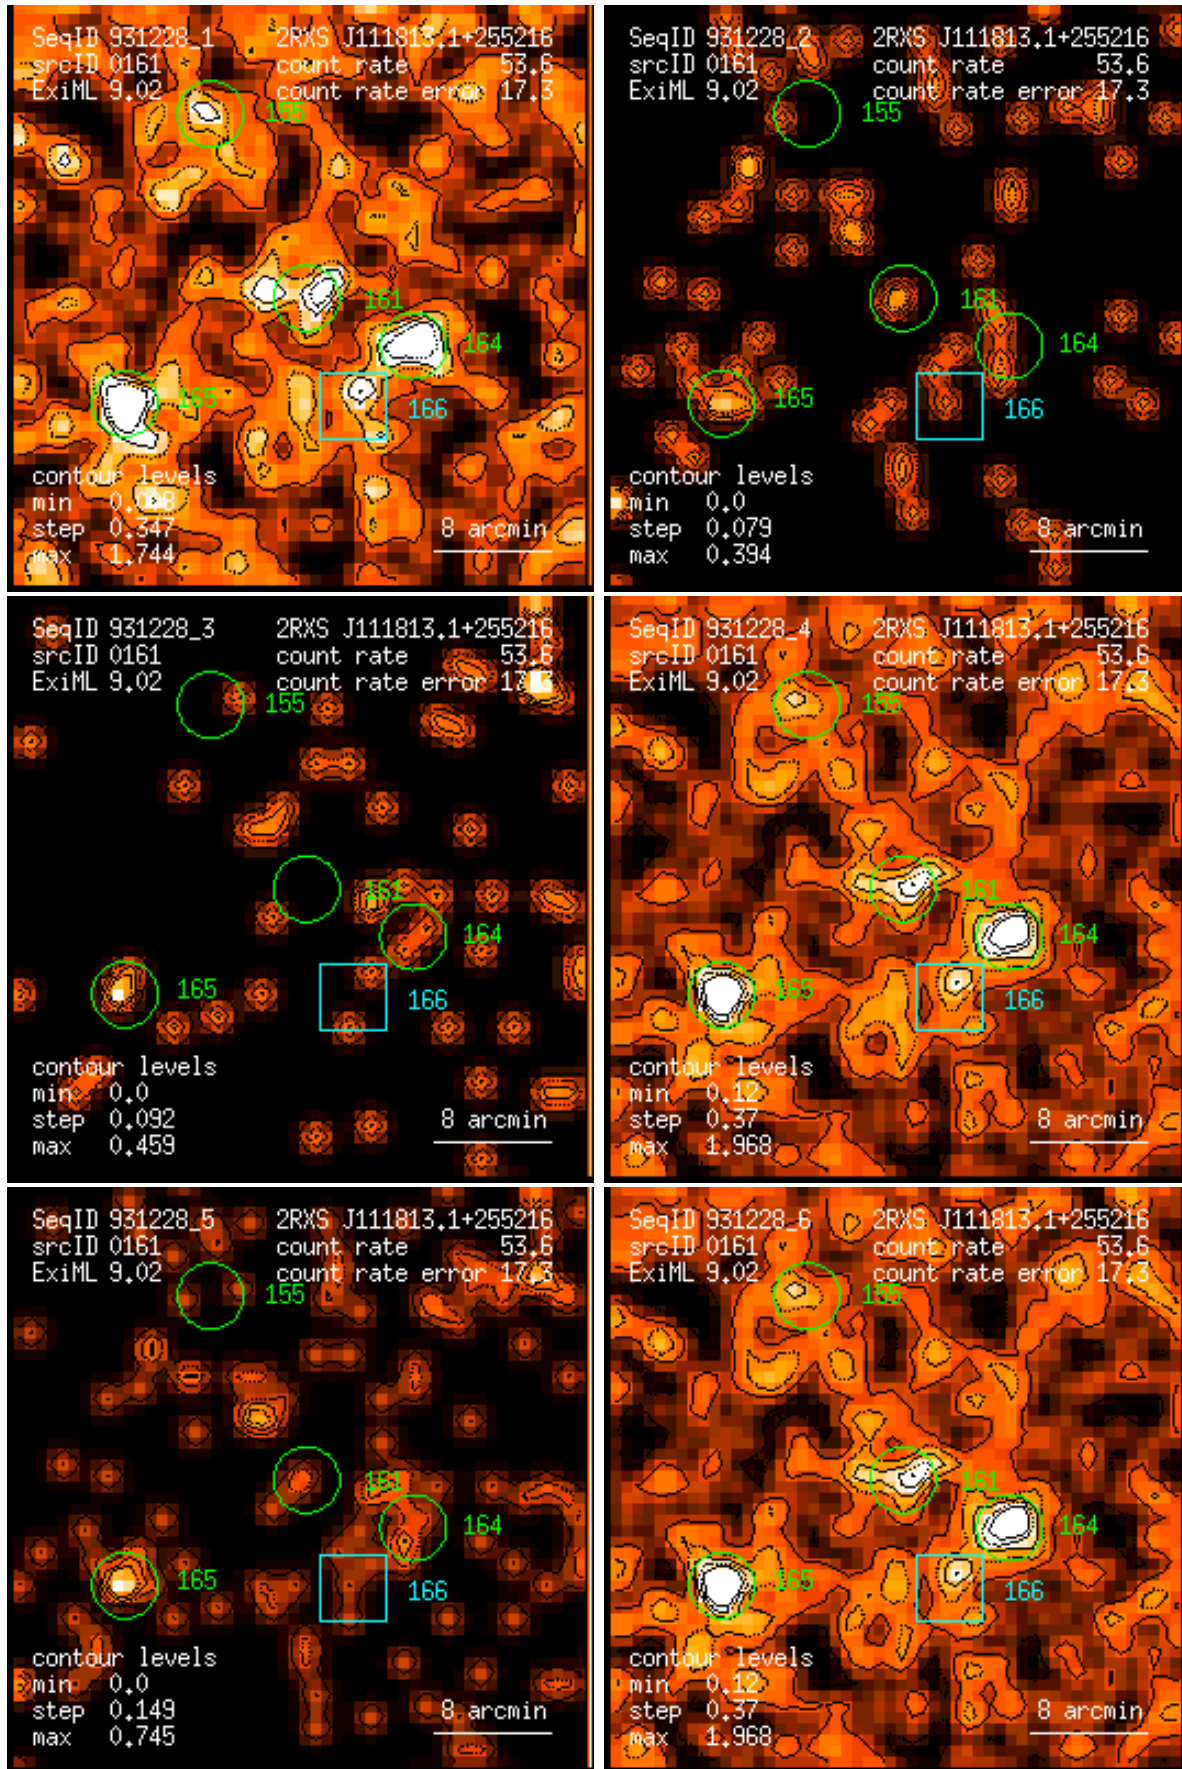 SeqID 931228_1 2RXS J111813.1+255216
srcID 0161 count rate 53.6
ExiML 9.02 count rate error 17.3
155
161
164
165
166
contour levels
min 0.008
step 0.347 8 arcmin
max 1.744
SeqID 931228_2 2RXS J111813.1+255216
srcID 0161 count rate 53.6
ExiML 9.02 count rate error 17.3
155
161
164
165
166
contour levels
min 0.0
step 0.079 8 arcmin
max 0.394
SeqID 931228_3 2RXS J111813.1+255216
srcID 0161 count rate 53.6
ExiML 9.02 count rate error 17.3
155
161
164
165
166
contour levels
min 0.0
step 0.092 8 arcmin
max 0.459
SeqID 931228_4 2RXS J111813.1+255216
srcID 0161 count rate 53.6
ExiML 9.02 count rate error 17.3
155
161
164
165
166
contour levels
min 0.12
step 0.37 8 arcmin
max 1.968
SeqID 931228_5 2RXS J111813.1+255216
srcID 0161 count rate 53.6
ExiML 9.02 count rate error 17.3
155
161
164
165
166
contour levels
min 0.0
step 0.149 8 arcmin
max 0.745
SeqID 931228_6 2RXS J111813.1+255216
srcID 0161 count rate 53.6
ExiML 9.02 count rate error 17.3
155
161
164
165
166
contour levels
min 0.12
step 0.37 8 arcmin
max 1.968